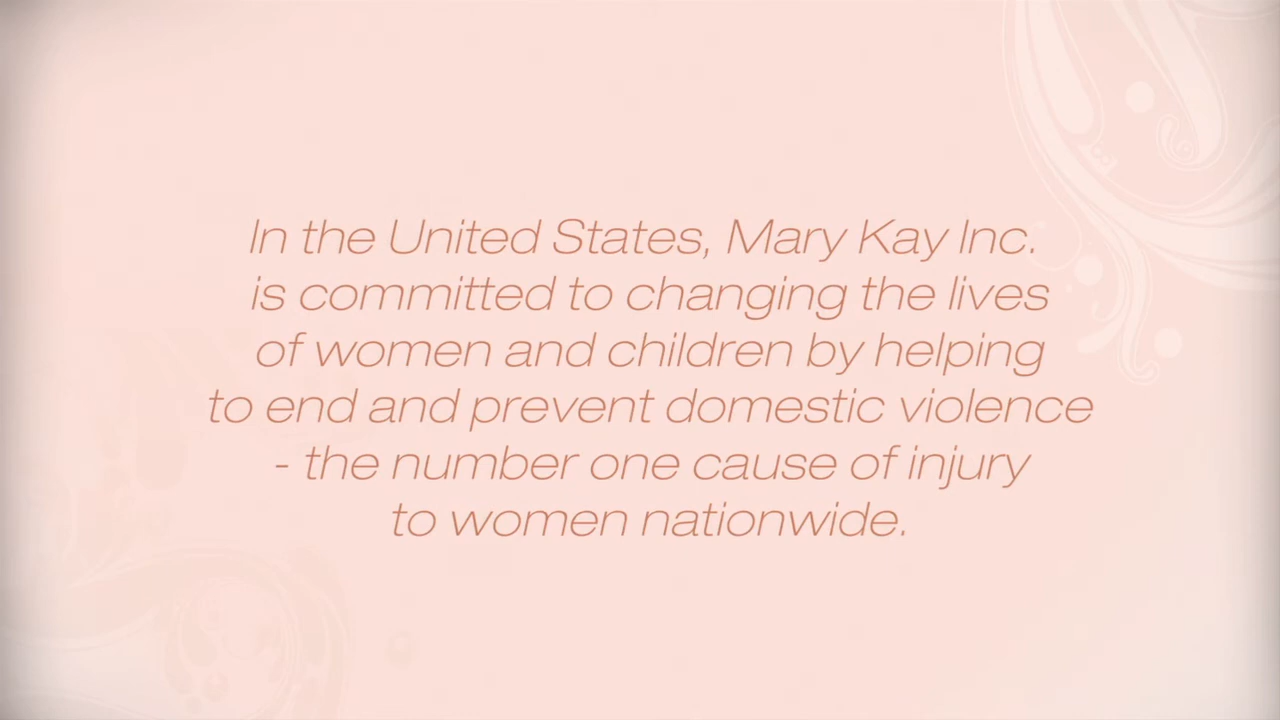 In the United States, Mary Kay Inc.
is committed to changing the lives
of women and children by helping
to end and prevent domestic violence
- the number one cause of injury
to women nationwide.